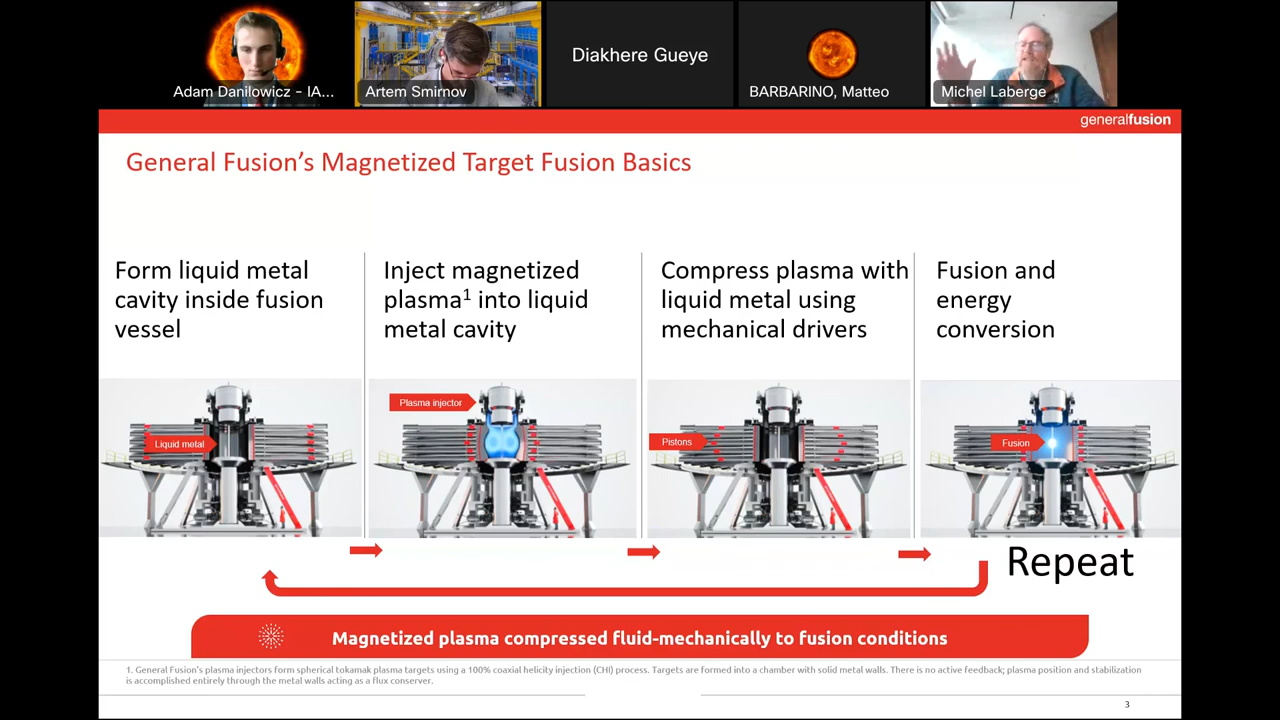 Adam Danilowicz - IA...
Artem Smirnov
Diakhere Gueye
BARBARINO, Matteo
Michel Laberge
generalfusion
General Fusion's Magnetized Target Fusion Basics
Form liquid metal
cavity inside fusion
vessel
Inject magnetized
plasma¹ into liquid
metal cavity
Compress plasma with
liquid metal using
mechanical drivers
Fusion and
energy
conversion
Liquid metal
Plasma injector
Pistons
Fusion
Repeat
Magnetized plasma compressed fluid-mechanically to fusion conditions
1. General Fusion's plasma injectors form spherical tokamak plasma targets using a 100% coaxial helicity injection (CHI) process. Targets are formed into a chamber with solid metal walls. There is no active feedback; plasma position and stabilization
is accomplished entirely through the metal walls acting as a flux conserver.
3